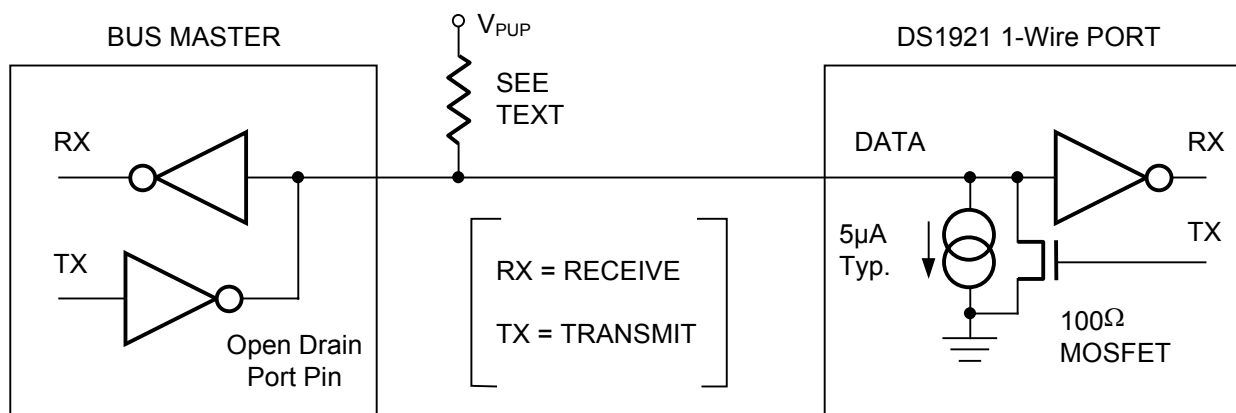 BUS MASTER
V_PUP
DS1921 1-Wire PORT
SEE
TEXT
RX
DATA
RX
TX
5µA
Typ.
TX
RX = RECEIVE
TX = TRANSMIT
Open Drain
Port Pin
100Ω
MOSFET